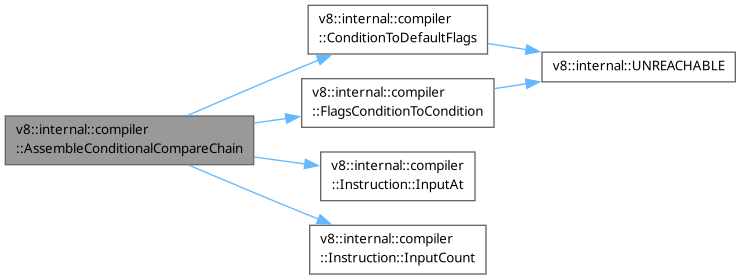 v8::internal::compiler
::AssembleConditionalCompareChain
v8::internal::compiler
::ConditionToDefaultFlags
v8::internal::compiler
::FlagsConditionToCondition
v8::internal::compiler
::Instruction::InputAt
v8::internal::compiler
::Instruction::InputCount
v8::internal::UNREACHABLE